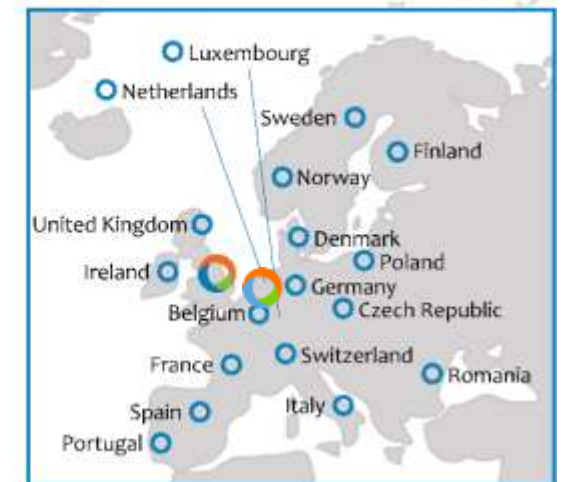 Luxembourg
Netherlands
Sweden
Finland
Norway
United Kingdom
Denmark
Poland
Ireland
Germany
Belgium
Czech Republic
Switzerland
France
Romania
Italy
Spain
Portugal